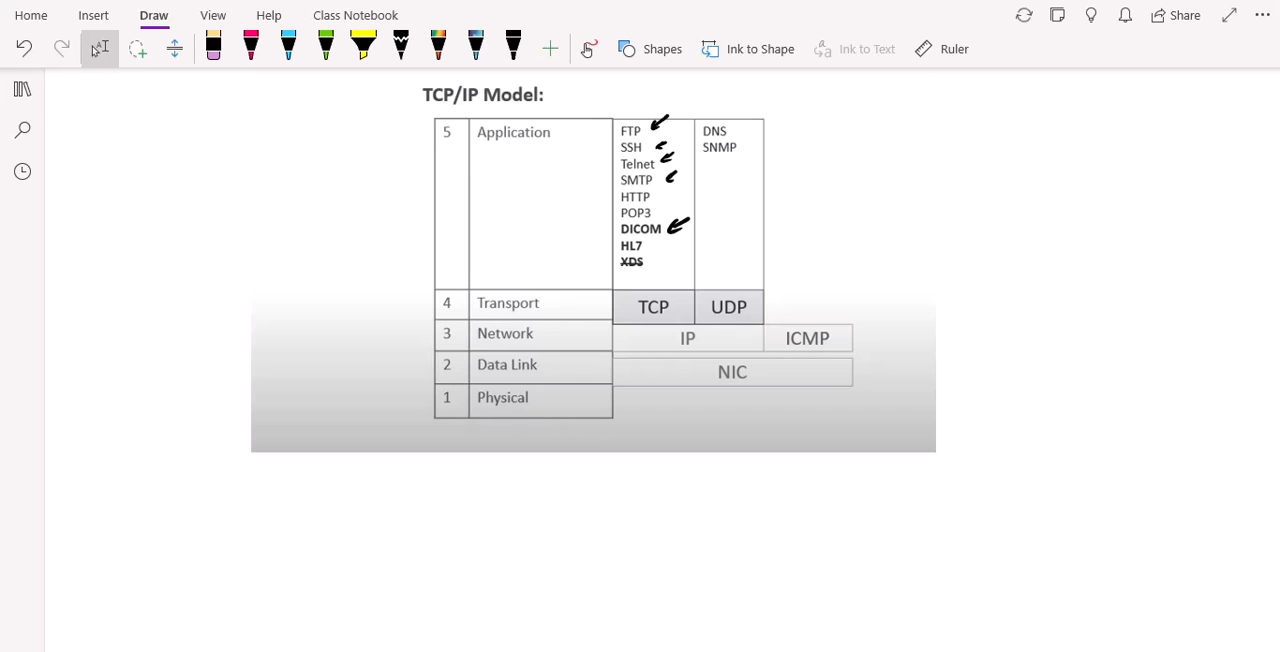 Home Insert Draw View Help Class Notebook Share
Shapes Ink to Shape Ink to Text Ruler
TCP/IP Model:
5 Application FTP DNS
SSH SNMP
Telnet
SMTP
HTTP
POP3
DICOM
HL7
XDS
4 Transport TCP UDP
3 Network IP ICMP
2 Data Link NIC
1 Physical